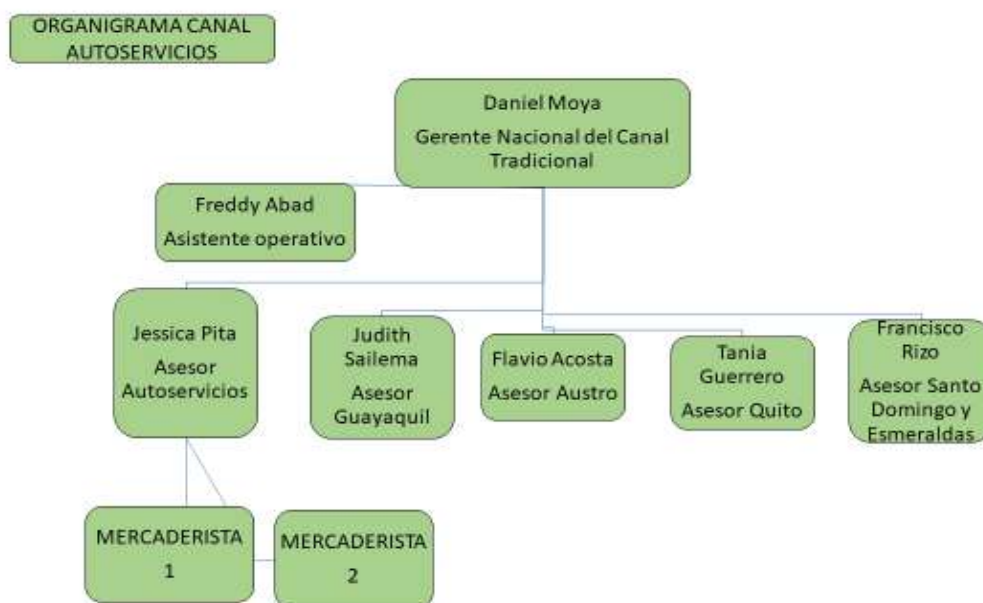 ORGANIGRAMA CANAL
AUTOSERVICIOS
Daniel Moya
Gerente Nacional del Canal
Tradicional
Freddy Abad
Asistente operativo
Jessica Pita
Asesor
Autoservicios
Judith
Sailema
Asesor
Guayaquil
Flavio Acosta
Asesor Austro
Tania
Guerrero
Asesor Quito
Francisco
Rizo
Asesor Santo
Domingo y
Esmeraldas
MERCADERISTA
1
MERCADERISTA
2